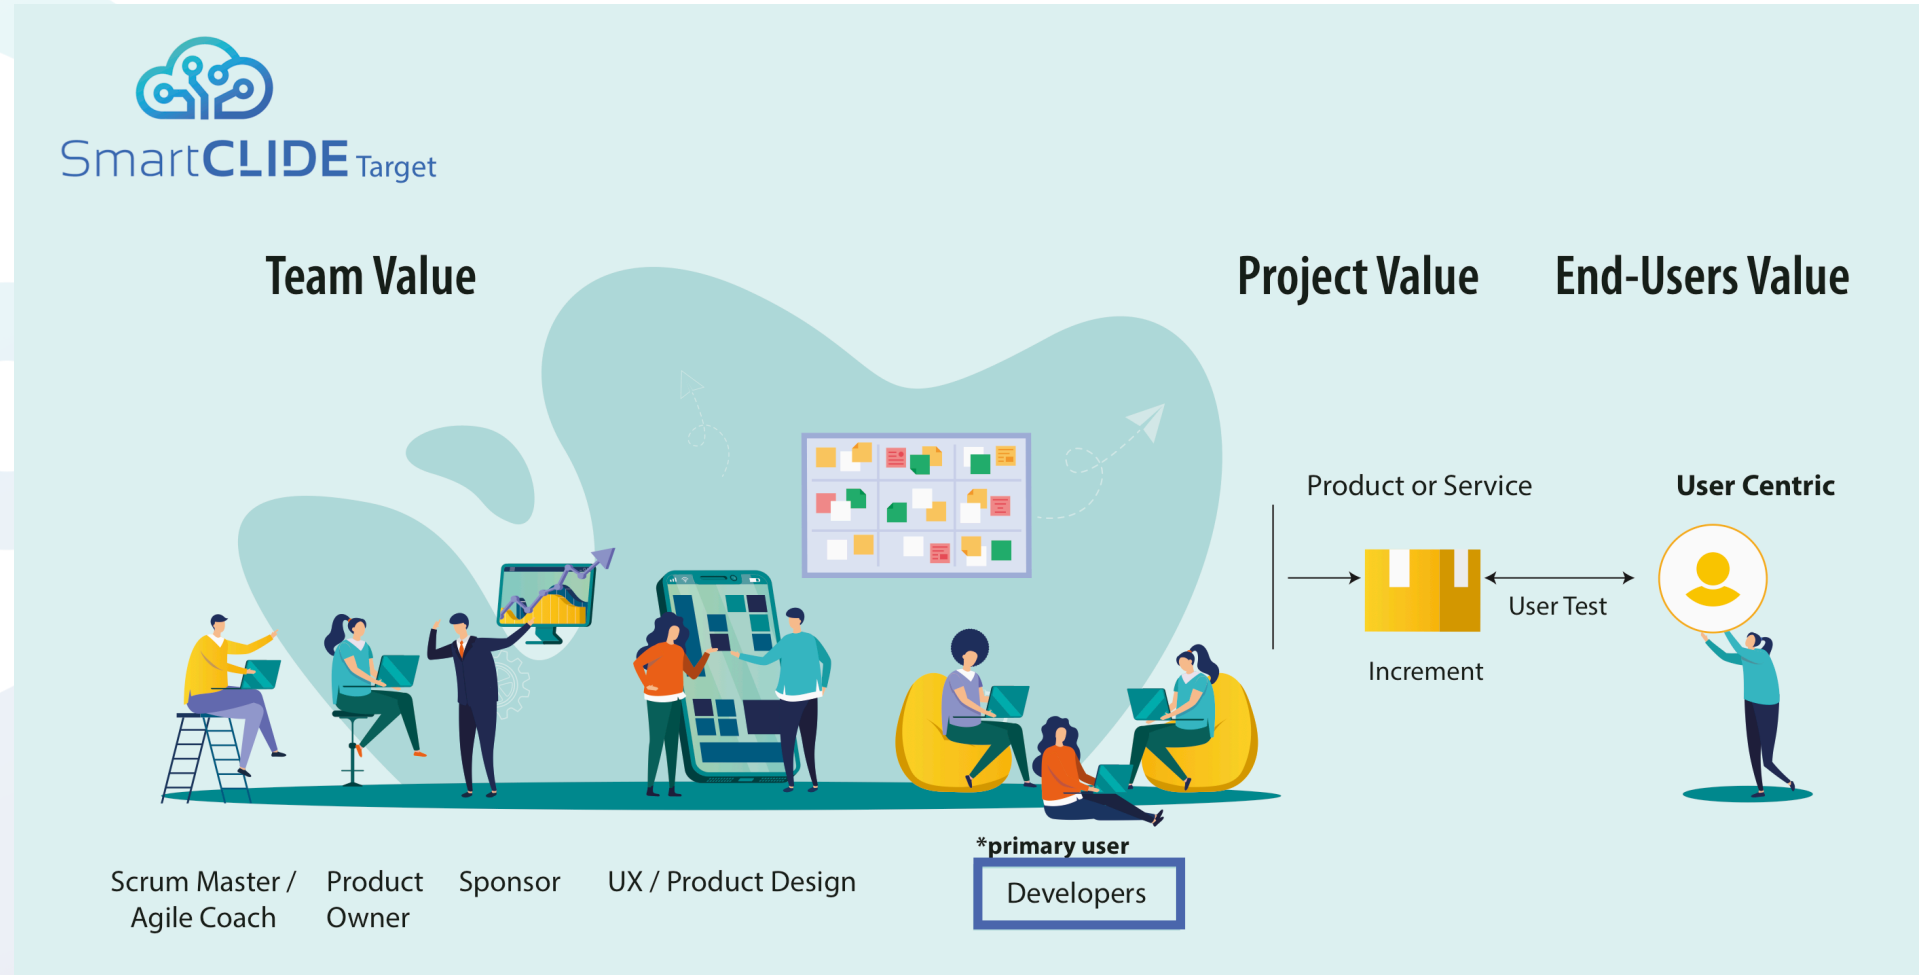 SmartCLIDE Target
Team Value
Project Value
End-Users Value
Product or Service
User Centric
User Test
Increment
*primary user
Scrum Master /
Agile Coach
Product
Owner
Sponsor
UX / Product Design
Developers